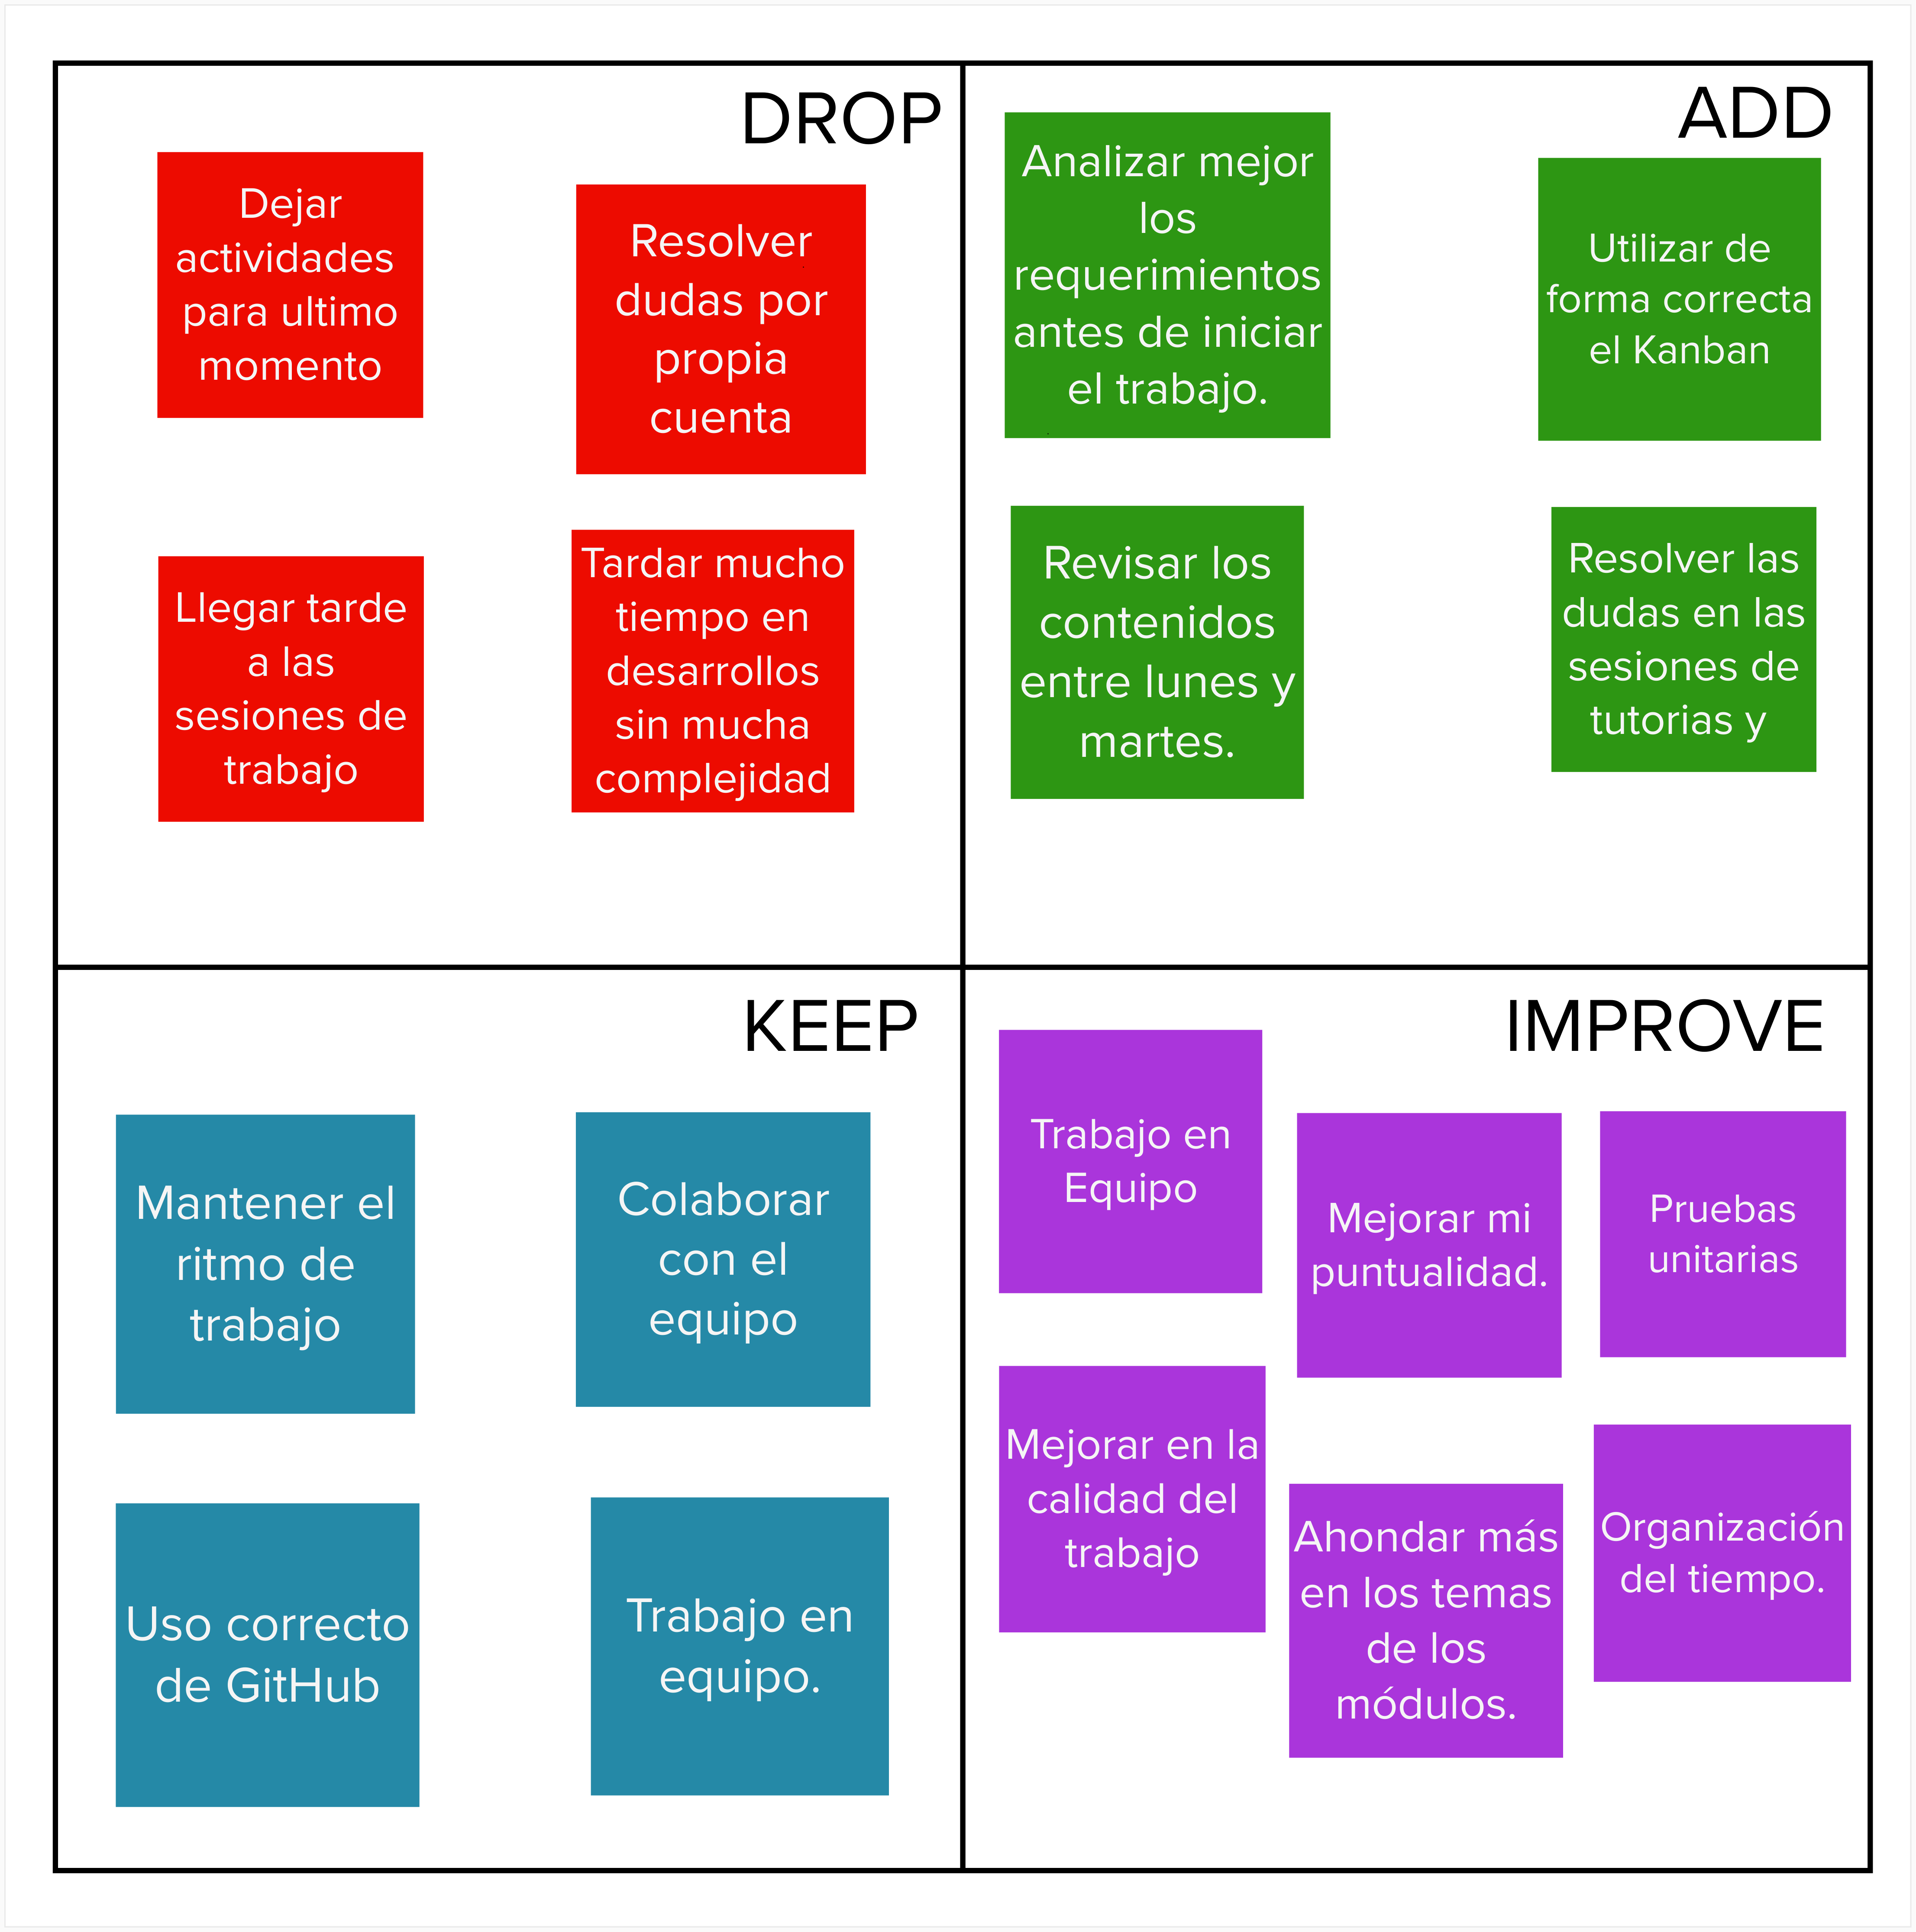 DROP
Dejar
actividades
para ultimo
momento
Resolver
dudas por
propia
cuenta
Llegar tarde
a las
sesiones de
trabajo
Tardar mucho
tiempo en
desarrollos
sin mucha
complejidad
ADD
Analizar mejor
los
requerimientos
antes de iniciar
el trabajo.
Utilizar de
forma correcta
el Kanban
Revisar los
contenidos
entre lunes y
martes.
Resolver las
dudas en las
sesiones de
tutorias y
KEEP
Mantener el
ritmo de
trabajo
Colaborar
con el
equipo
Uso correcto
de GitHub
Trabajo en
equipo.
IMPROVE
Trabajo en
Equipo
Mejorar mi
puntualidad.
Pruebas
unitarias
Mejorar en la
calidad del
trabajo
Ahondar más
en los temas
de los
módulos.
Organización
del tiempo.